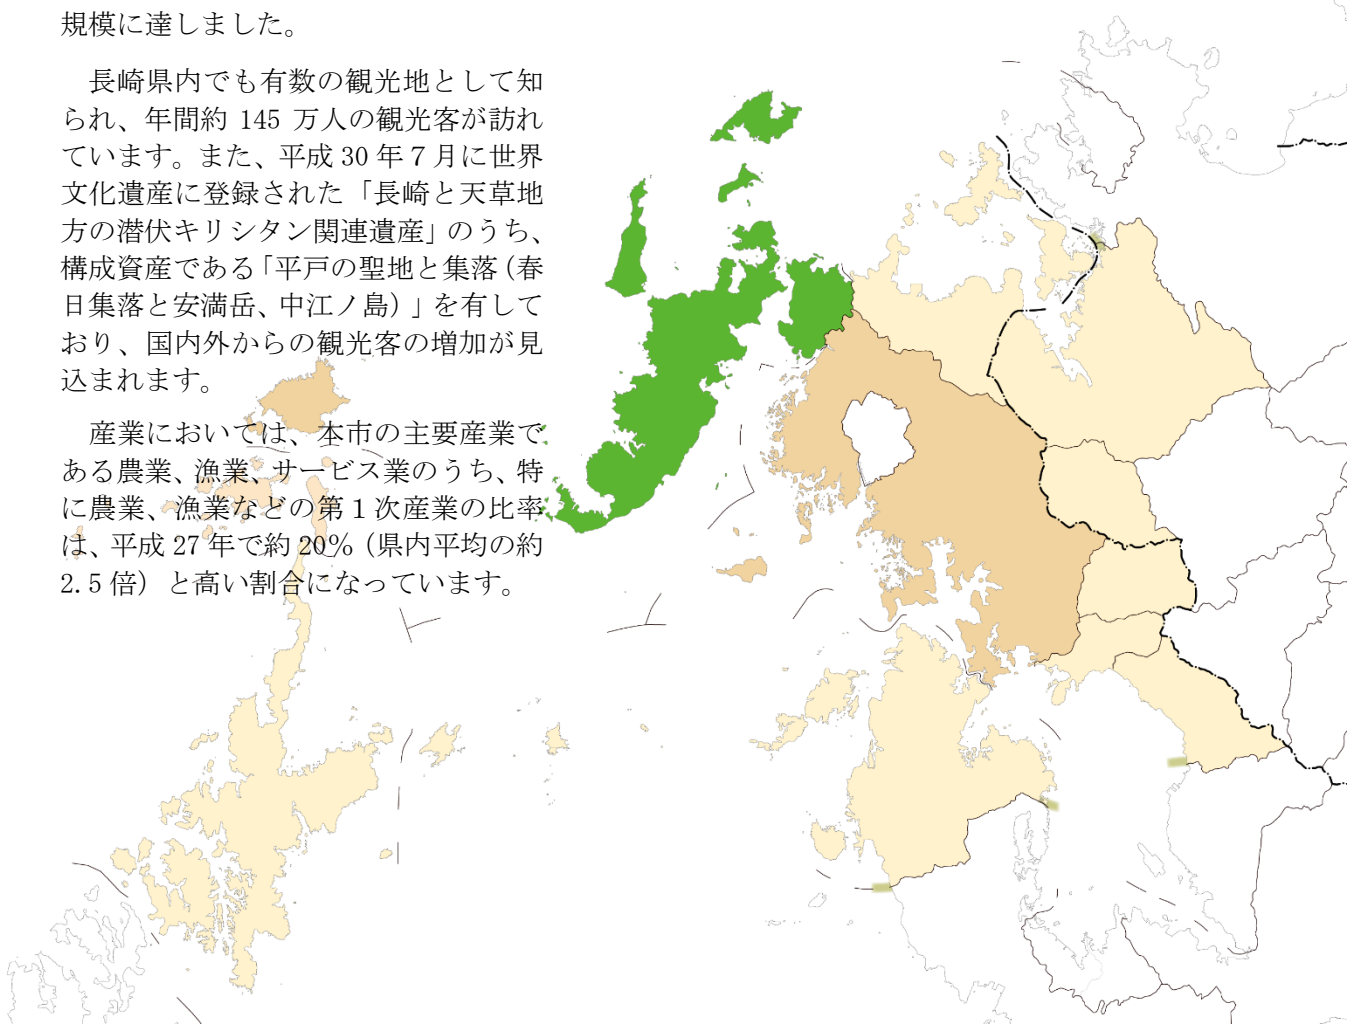 規模に達しました。
長崎県内でも有数の観光地として知
られ、年間約 145 万人の観光客が訪れ
ています。また、平成 30 年 7 月に世界
文化遺産に登録された「長崎と天草地
方の潜伏キリシタン関連遺産」のうち、
構成資産である「平戸の聖地と集落（春
日集落と安満岳、中江ノ島）」を有して
おり、国内外からの観光客の増加が見
込まれます。
産業においては、本市の主要産業で
ある農業、漁業、サービス業のうち、特
に農業、漁業などの第１次産業の比率
は、平成 27 年で約 20％（県内平均の約
2.5 倍）と高い割合になっています。